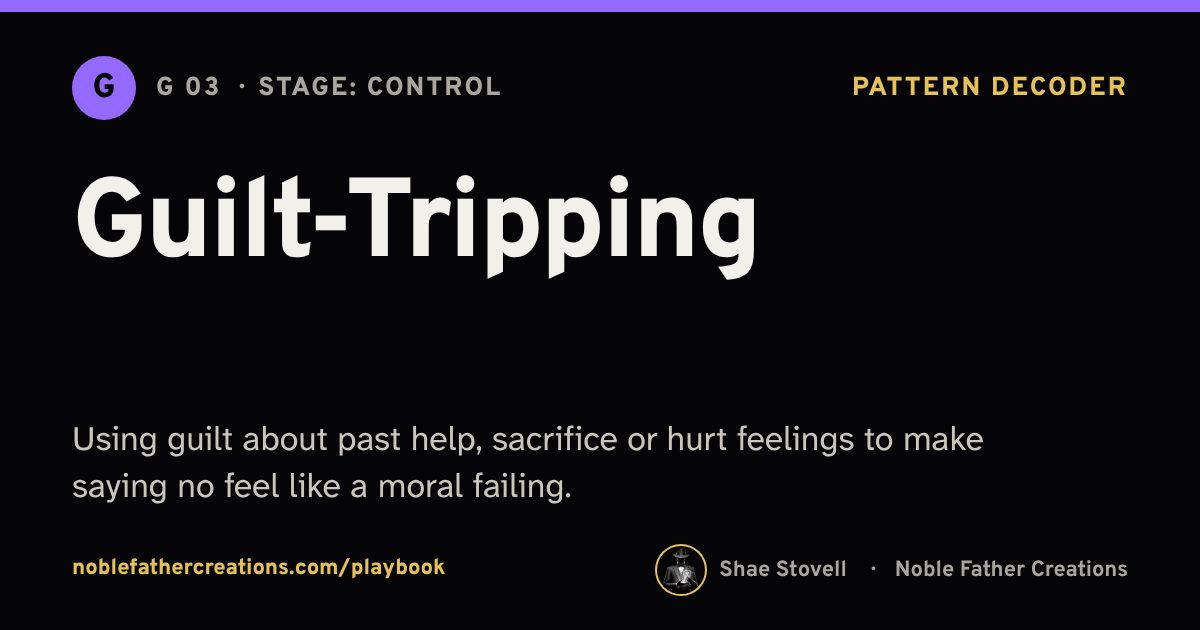 G
G 03 · STAGE: CONTROL
PATTERN DECODER
Guilt-Tripping
Using guilt about past help, sacrifice or hurt feelings to make
saying no feel like a moral failing.
noblefathercreations.com/playbook
Shae Stovell · Noble Father Creations